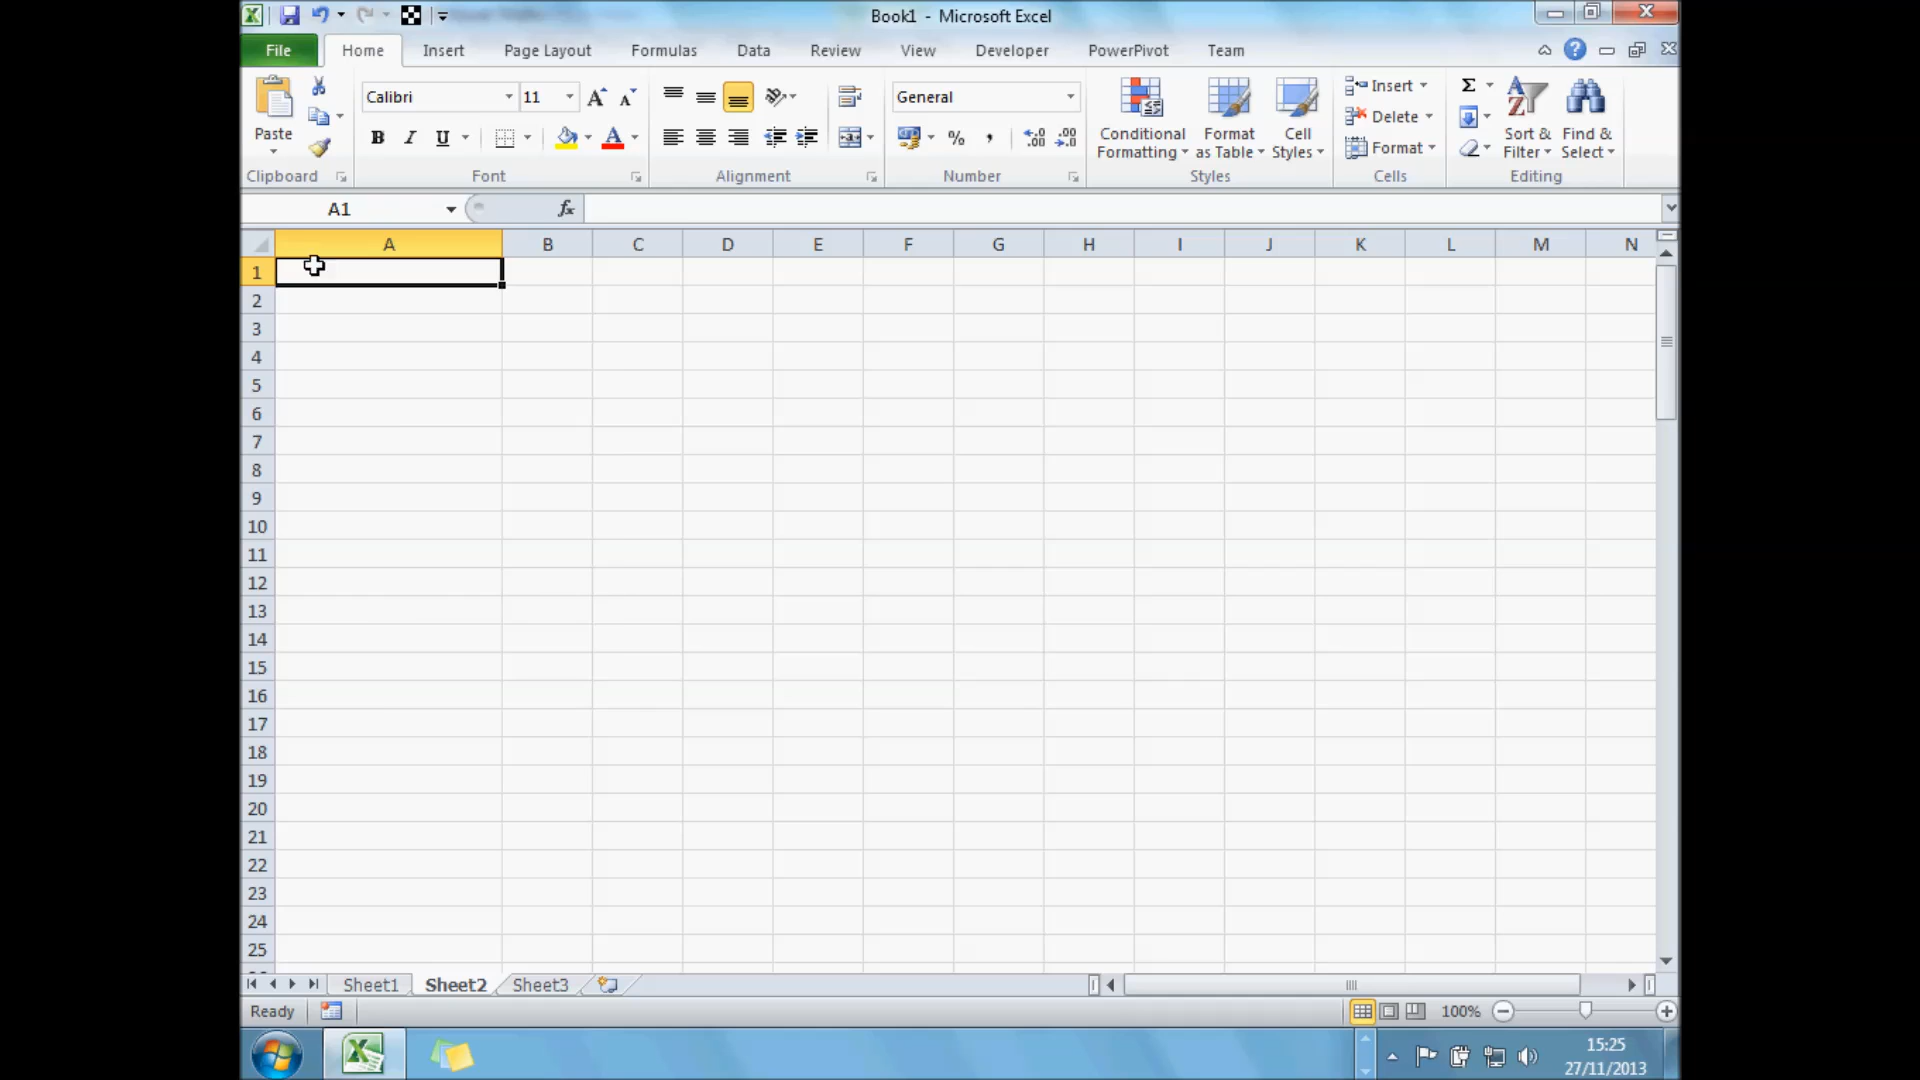 Book1 - Microsoft Excel
File Home Insert Page Layout Formulas Data Review View Developer PowerPivot Team
Calibri 11 General
Paste
B I U A % , Conditional Formatting Format as Table Cell Styles
Insert
Delete
Format
Σ
Sort & Filter Find & Select
Clipboard Font Alignment Number Styles Cells Editing
A1 fx
A B C D E F G H I J K L M N
1
2
3
4
5
6
7
8
9
10
11
12
13
14
15
16
17
18
19
20
21
22
23
24
25
Sheet1 Sheet2 Sheet3
Ready 100%
15:25
27/11/2013